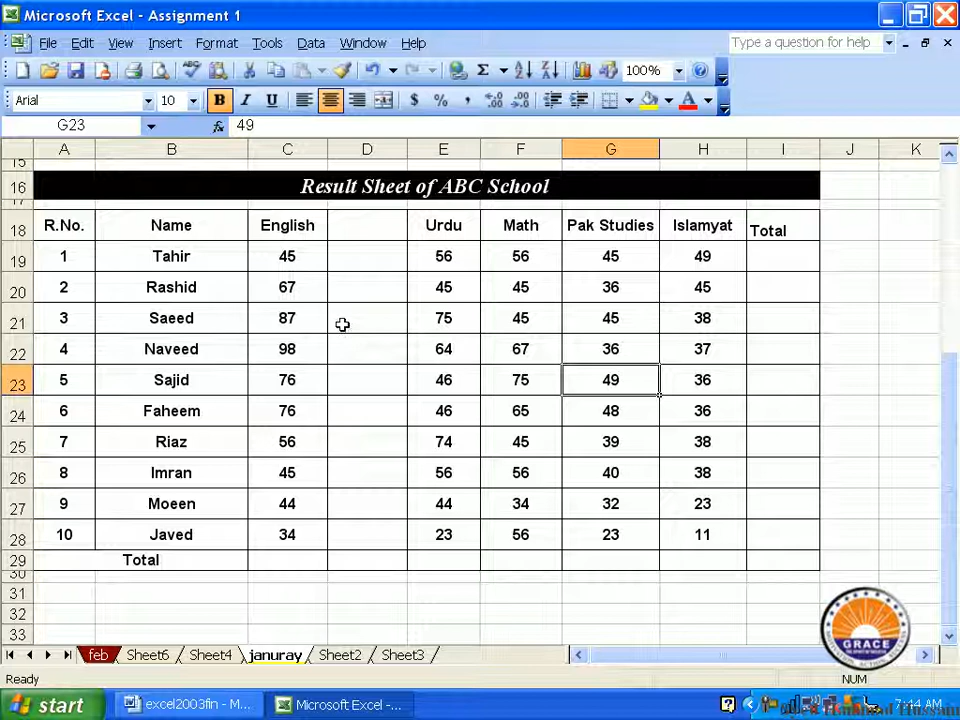 Microsoft Excel - Assignment 1
File Edit View Insert Format Tools Data Window Help Type a question for help
100%
Arial 10 B I U $ % ,
G23 fx 49
A B C D E F G H I J K
15
16 Result Sheet of ABC School
17
18 R.No. Name English Urdu Math Pak Studies Islamyat Total
19 1 Tahir 45 56 56 45 49
20 2 Rashid 67 45 45 36 45
21 3 Saeed 87 75 45 45 38
22 4 Naveed 98 64 67 36 37
23 5 Sajid 76 46 75 49 36
24 6 Faheem 76 46 65 48 36
25 7 Riaz 56 74 45 39 38
26 8 Imran 45 56 56 40 38
27 9 Moeen 44 44 34 32 23
28 10 Javed 34 23 56 23 11
29 Total
30
31
32
33
GRACE
feb Sheet6 Sheet4 januray Sheet2 Sheet3
Ready NUM
start excel2003fin - M... Microsoft Excel -... 7:44 AM